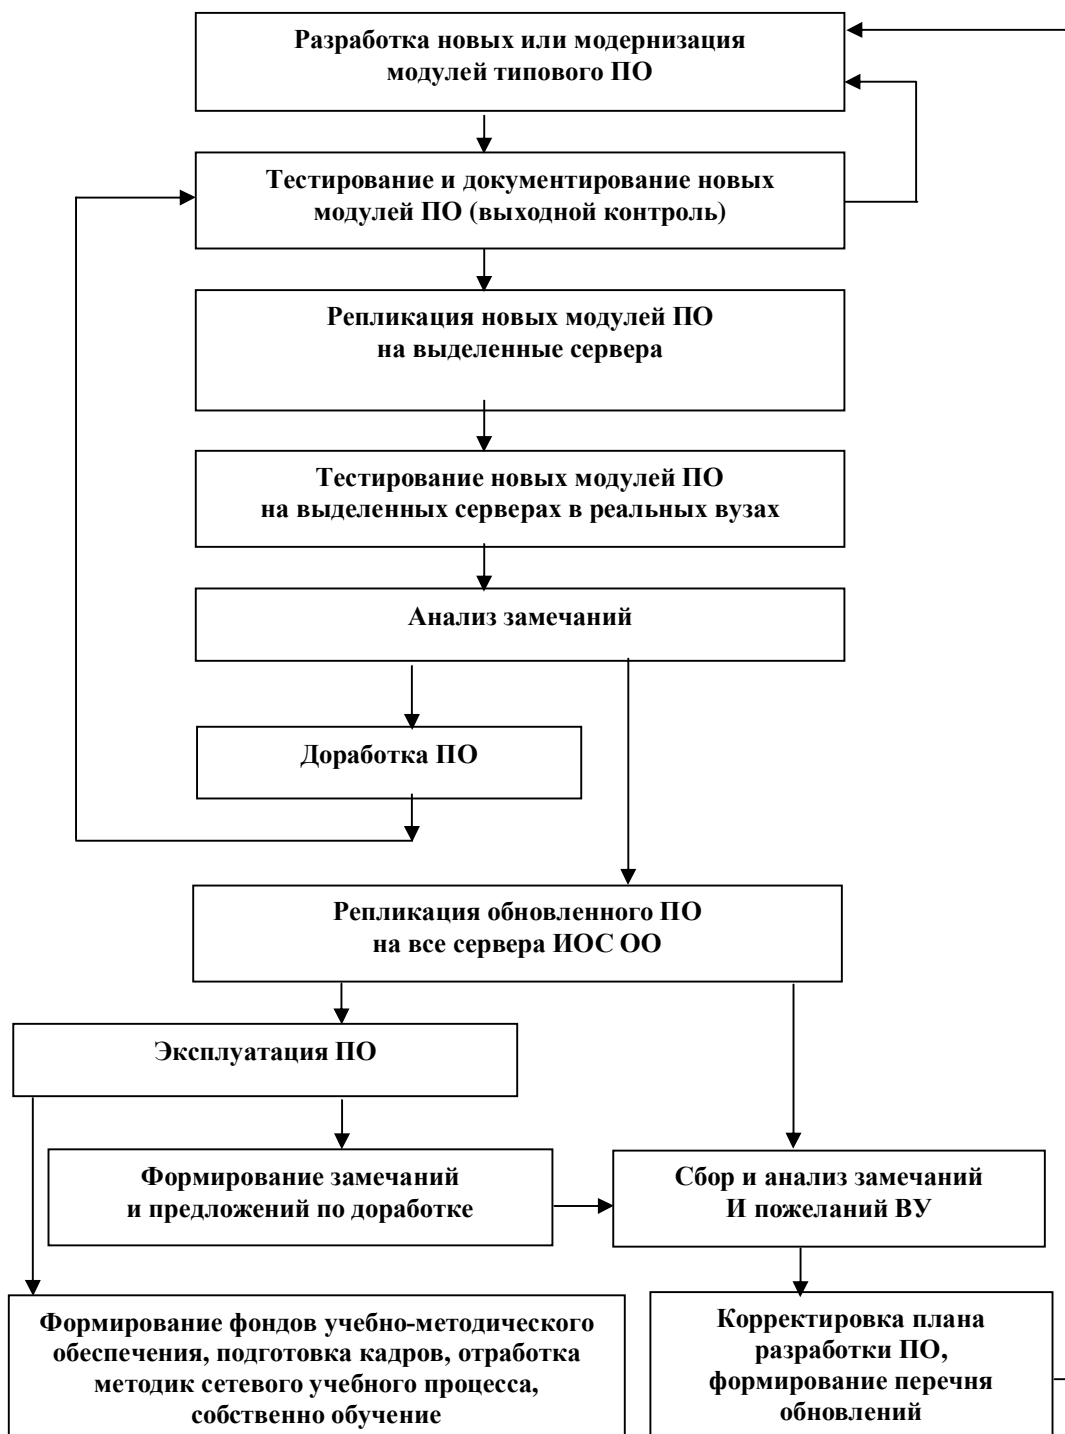 Разработка новых или модернизация
модулей типового ПО
Тестирование и документирование новых
модулей ПО (выходной контроль)
Репликация новых модулей ПО
на выделенные сервера
Тестирование новых модулей ПО
на выделенных серверах в реальных вузах
Анализ замечаний
Доработка ПО
Репликация обновленного ПО
на все сервера ИОС ОО
Эксплуатация ПО
Формирование замечаний
и предложений по доработке
Сбор и анализ замечаний
И пожеланий ВУ
Формирование фондов учебно-методического
обеспечения, подготовка кадров, отработка
методик сетевого учебного процесса,
собственно обучение
Корректировка плана
разработки ПО,
формирование перечня
обновлений